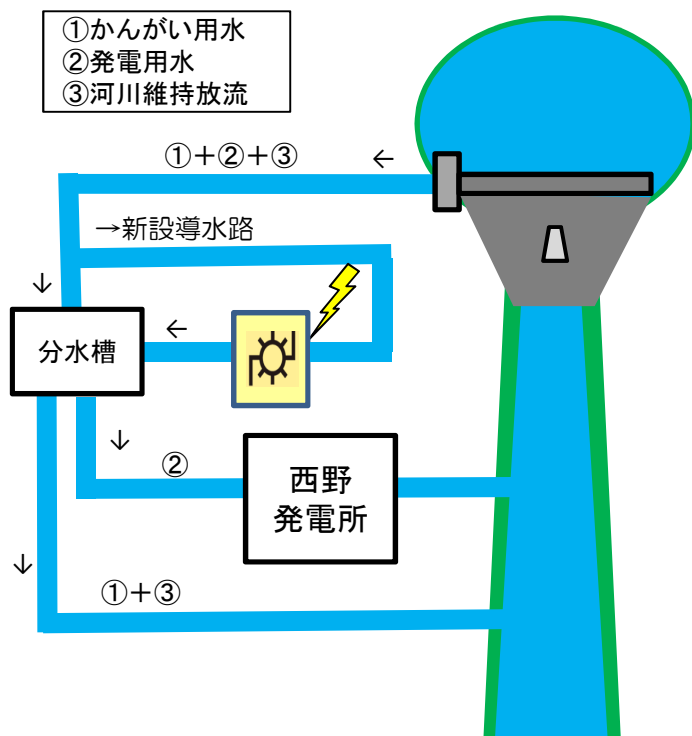 ①かんがい用水
②発電用水
③河川維持放流
①+②+③
←
→新設導水路
↓
分水槽
←
↓
②
西野
発電所
↓
①+③